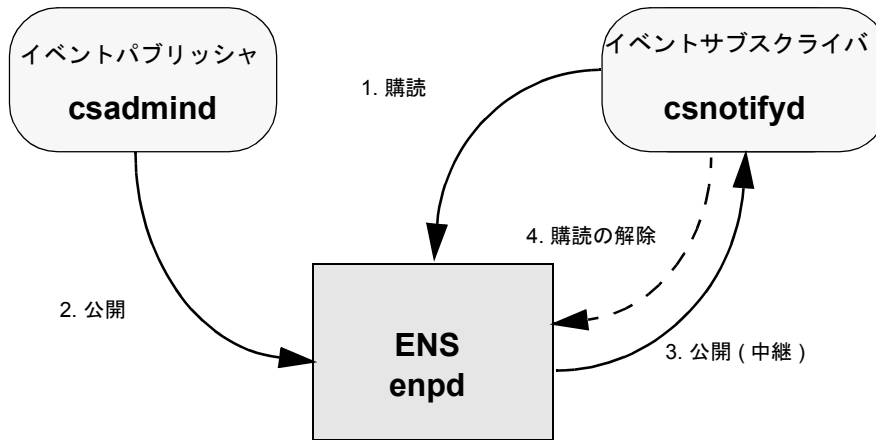 イベントパブリッシャ
csadmind
イベントサブスクライバ
csnotifyd
1. 購読
4. 購読の解除
2. 公開
ENS
enpd
3. 公開 ( 中継 )